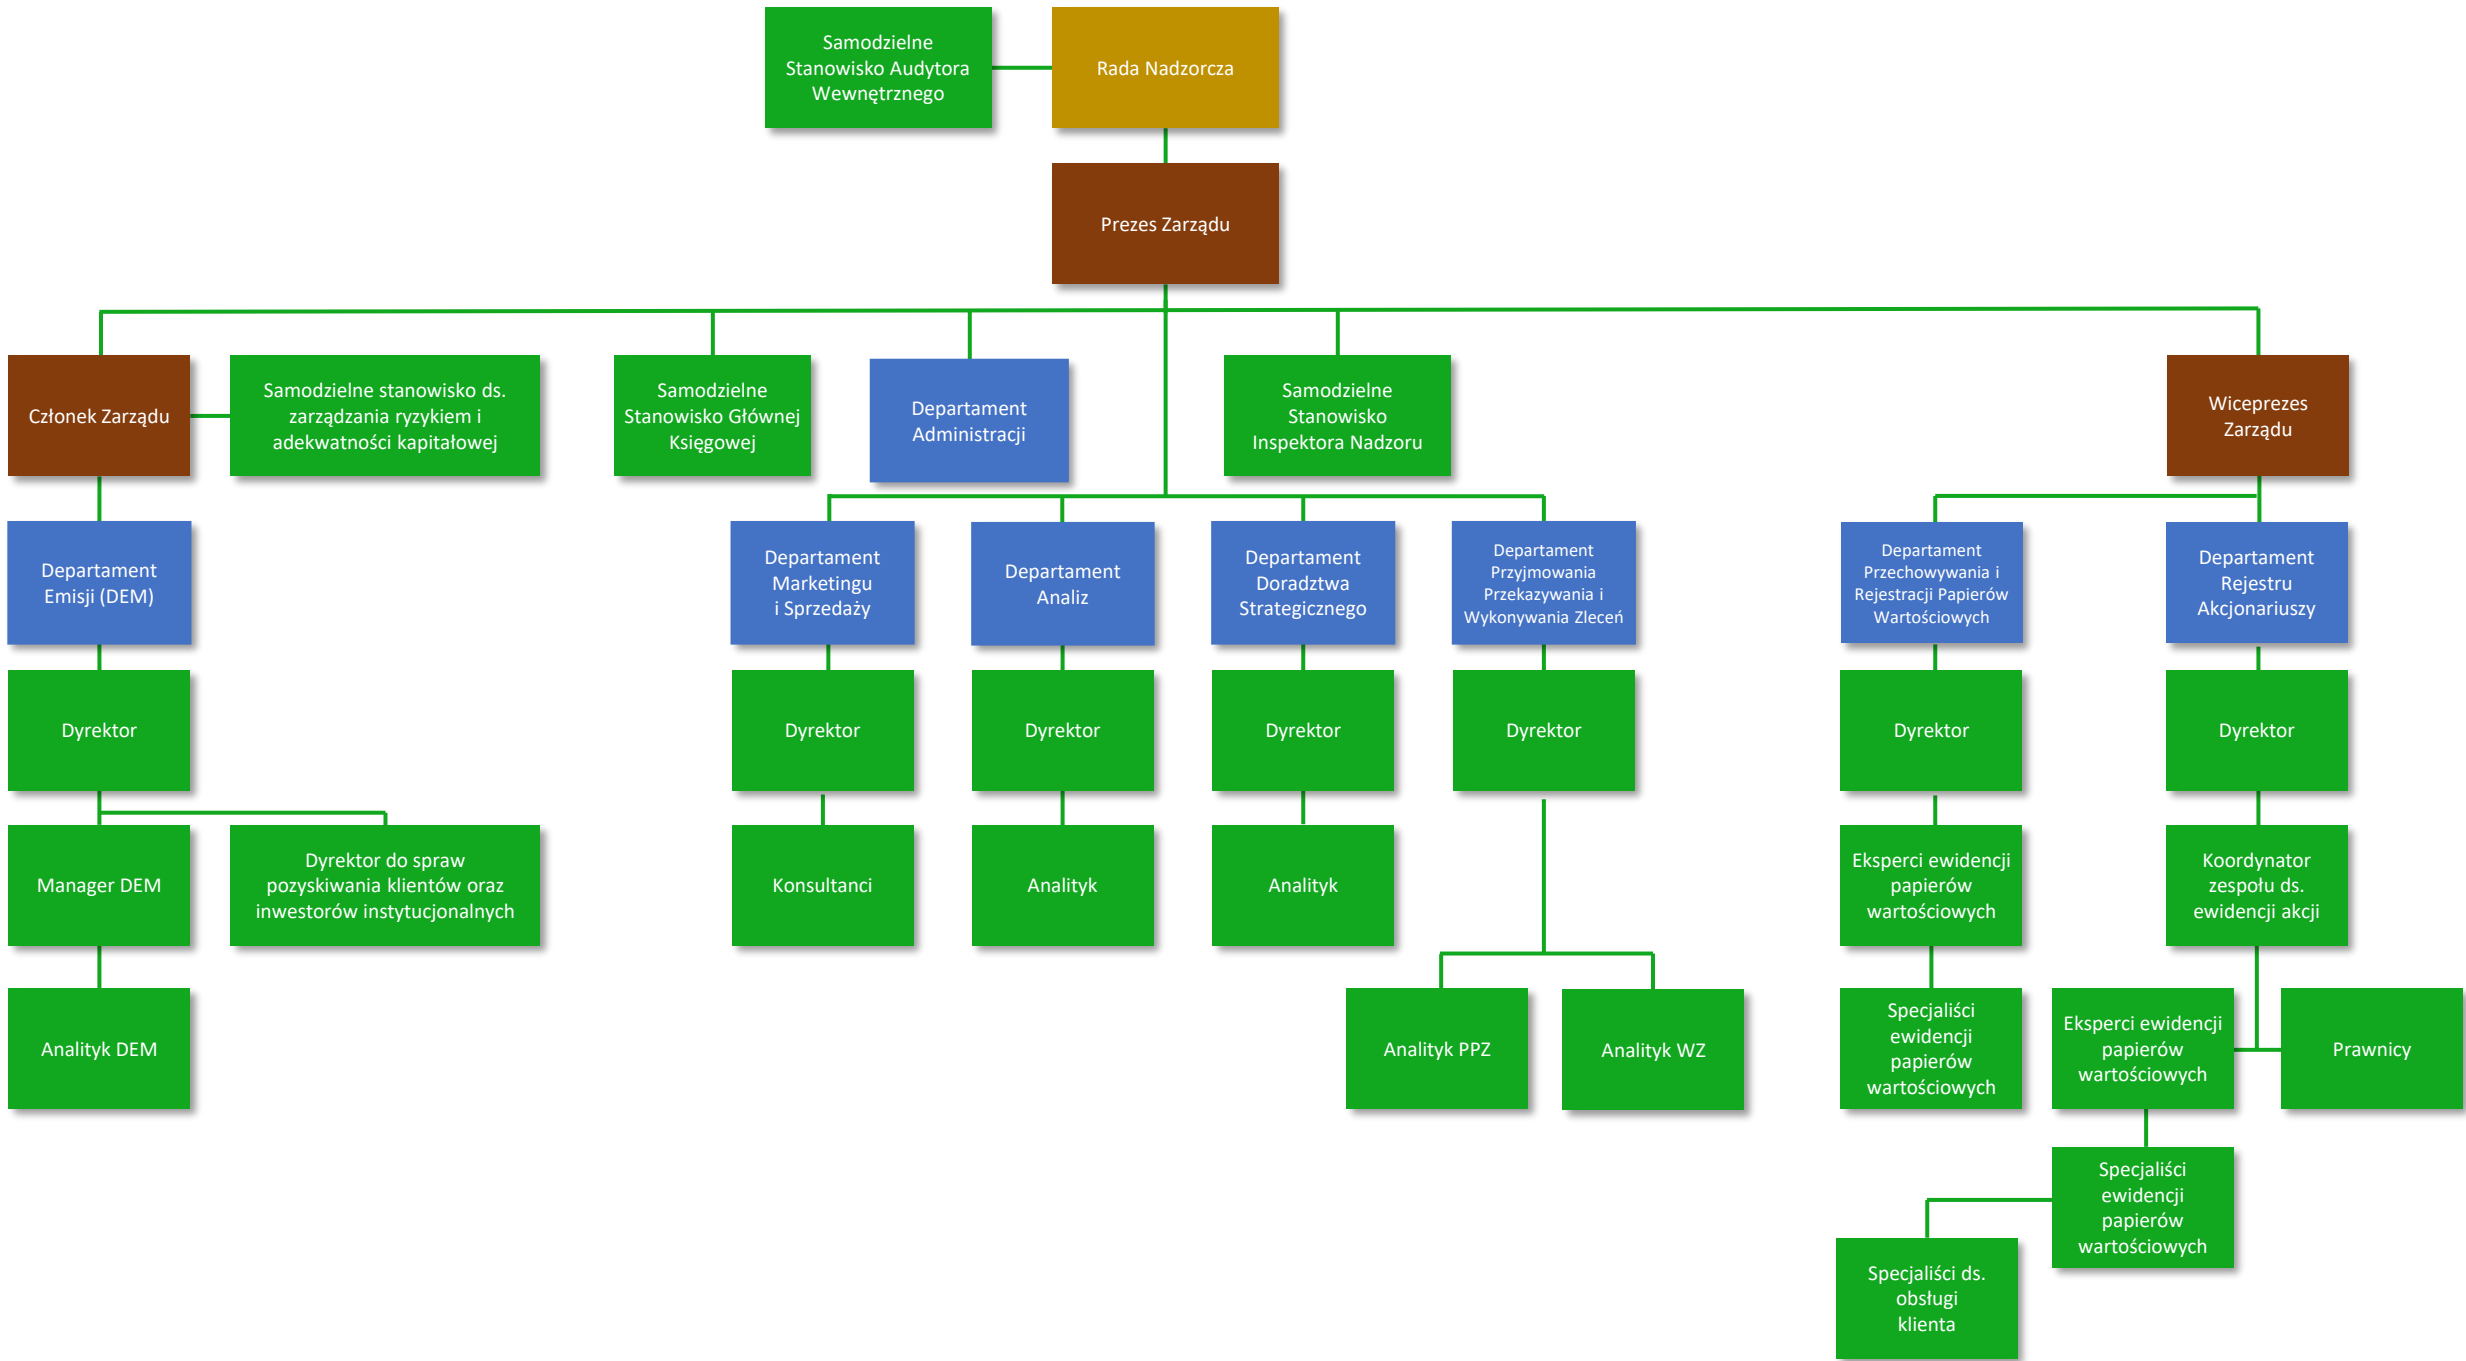 Samodzielne
Stanowisko Audytora
Wewnętrznego
Rada Nadzorcza
Prezes Zarządu
Członek Zarządu
Samodzielne stanowisko ds.
zarządzania ryzykiem i
adekwatności kapitałowej
Samodzielne
Stanowisko Głównej
Księgowej
Departament
Administracji
Samodzielne
Stanowisko
Inspektora Nadzoru
Wiceprezes
Zarządu
Departament
Emisji (DEM)
Departament
Marketingu
i Sprzedaży
Departament
Analiz
Departament
Doradztwa
Strategicznego
Departament
Przyjmowania
Przekazywania i
Wykonywania Zleceń
Departament
Przechowywania i
Rejestracji Papierów
Wartościowych
Departament
Rejestru
Akcjonariuszy
Dyrektor
Dyrektor
Dyrektor
Dyrektor
Dyrektor
Dyrektor
Dyrektor
Manager DEM
Dyrektor do spraw
pozyskiwania klientów oraz
inwestorów instytucjonalnych
Konsultanci
Analityk
Analityk
Eksperci ewidencji
papierów
wartościowych
Koordynator
zespołu ds.
ewidencji akcji
Analityk DEM
Analityk PPZ
Analityk WZ
Specjaliści
ewidencji
papierów
wartościowych
Eksperci ewidencji
papierów
wartościowych
Prawnicy
Specjaliści
ewidencji
papierów
wartościowych
Specjaliści ds.
obsługi
klienta